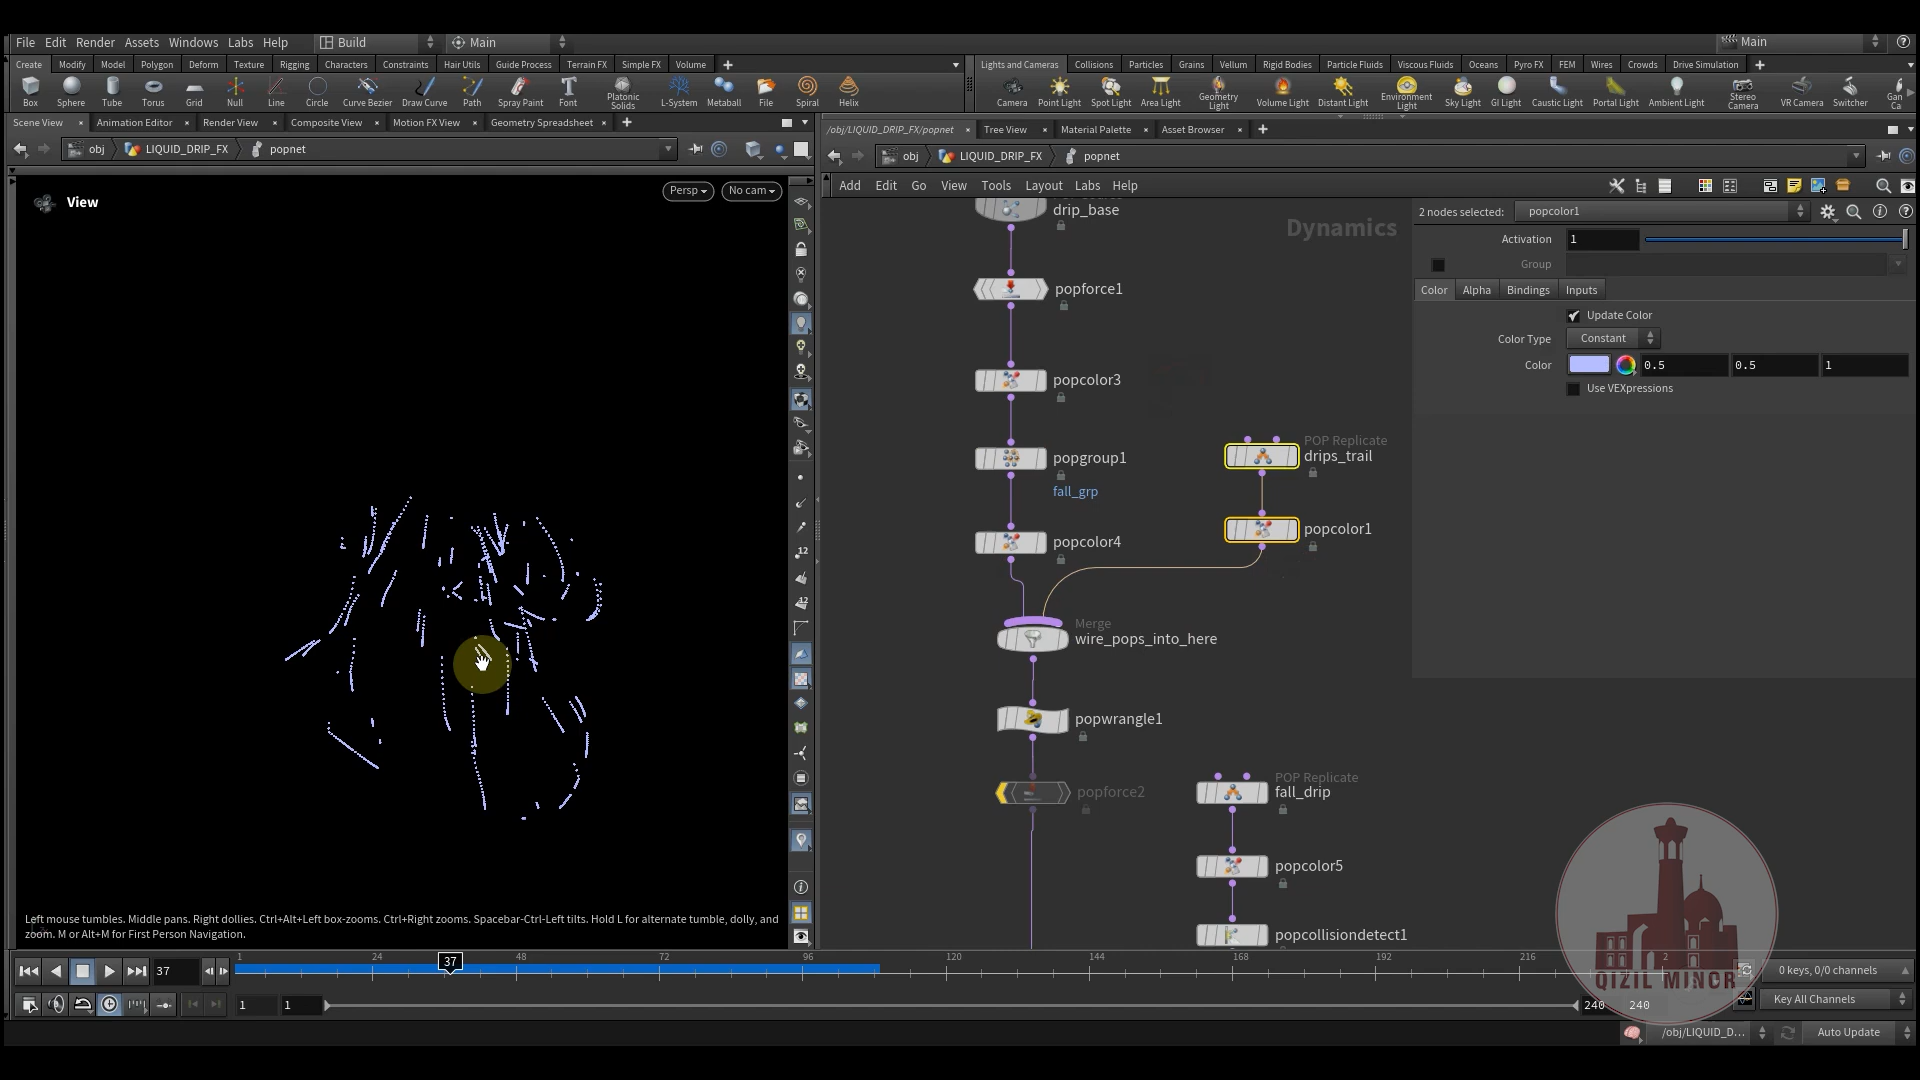 File Edit Render Assets Windows Labs Help Build Main Main
Create Modify Model Polygon Deform Texture Rigging Characters Constraints Hair Utils Guide Process Terrain FX Simple FX Volume
Lights and Cameras Collisions Particles Grains Vellum Rigid Bodies Particle Fluids Viscous Fluids Oceans Pyro FX FEM Wires Crowds Drive Simulation
Box Sphere Tube Torus Grid Null Line Circle Curve Bezier Draw Curve Path Spray Paint Font Platonic Solids L-System Metaball File Spiral Helix
Camera Point Light Spot Light Area Light Geometry Light Volume Light Distant Light Environment Light Sky Light GI Light Caustic Light Portal Light Ambient Light Stereo Camera VR Camera Switcher Gan Ca
Scene View Animation Editor Render View Composite View Motion FX View Geometry Spreadsheet
/obj/LIQUID_DRIP_FX/popnet Tree View Material Palette Asset Browser
obj LIQUID_DRIP_FX popnet
obj LIQUID_DRIP_FX popnet
Add Edit Go View Tools Layout Labs Help
View
Persp No cam
12
12
Dynamics
drip_base
popforce1
popcolor3
popgroup1
fall_grp
popcolor4
POP Replicate
drips_trail
popcolor1
Merge
wire_pops_into_here
popwrangle1
popforce2
POP Replicate
fall_drip
popcolor5
popcollisiondetect1
2 nodes selected: popcolor1
Activation 1
Group
Color Alpha Bindings Inputs
Update Color
Color Type Constant
Color 0.5 0.5 1
Use VEXpressions
Left mouse tumbles. Middle pans. Right dollies. Ctrl+Alt+Left box-zooms. Ctrl+Right zooms. Spacebar-Ctrl-Left tilts. Hold L for alternate tumble, dolly, and
zoom. M or Alt+M for First Person Navigation.
QIZIL MINOR
37 1 24 37 48 72 96 120 144 168 192 216 2
0 keys, 0/0 channels
1 1 240 240
Key All Channels
/obj/LIQUID_D... Auto Update